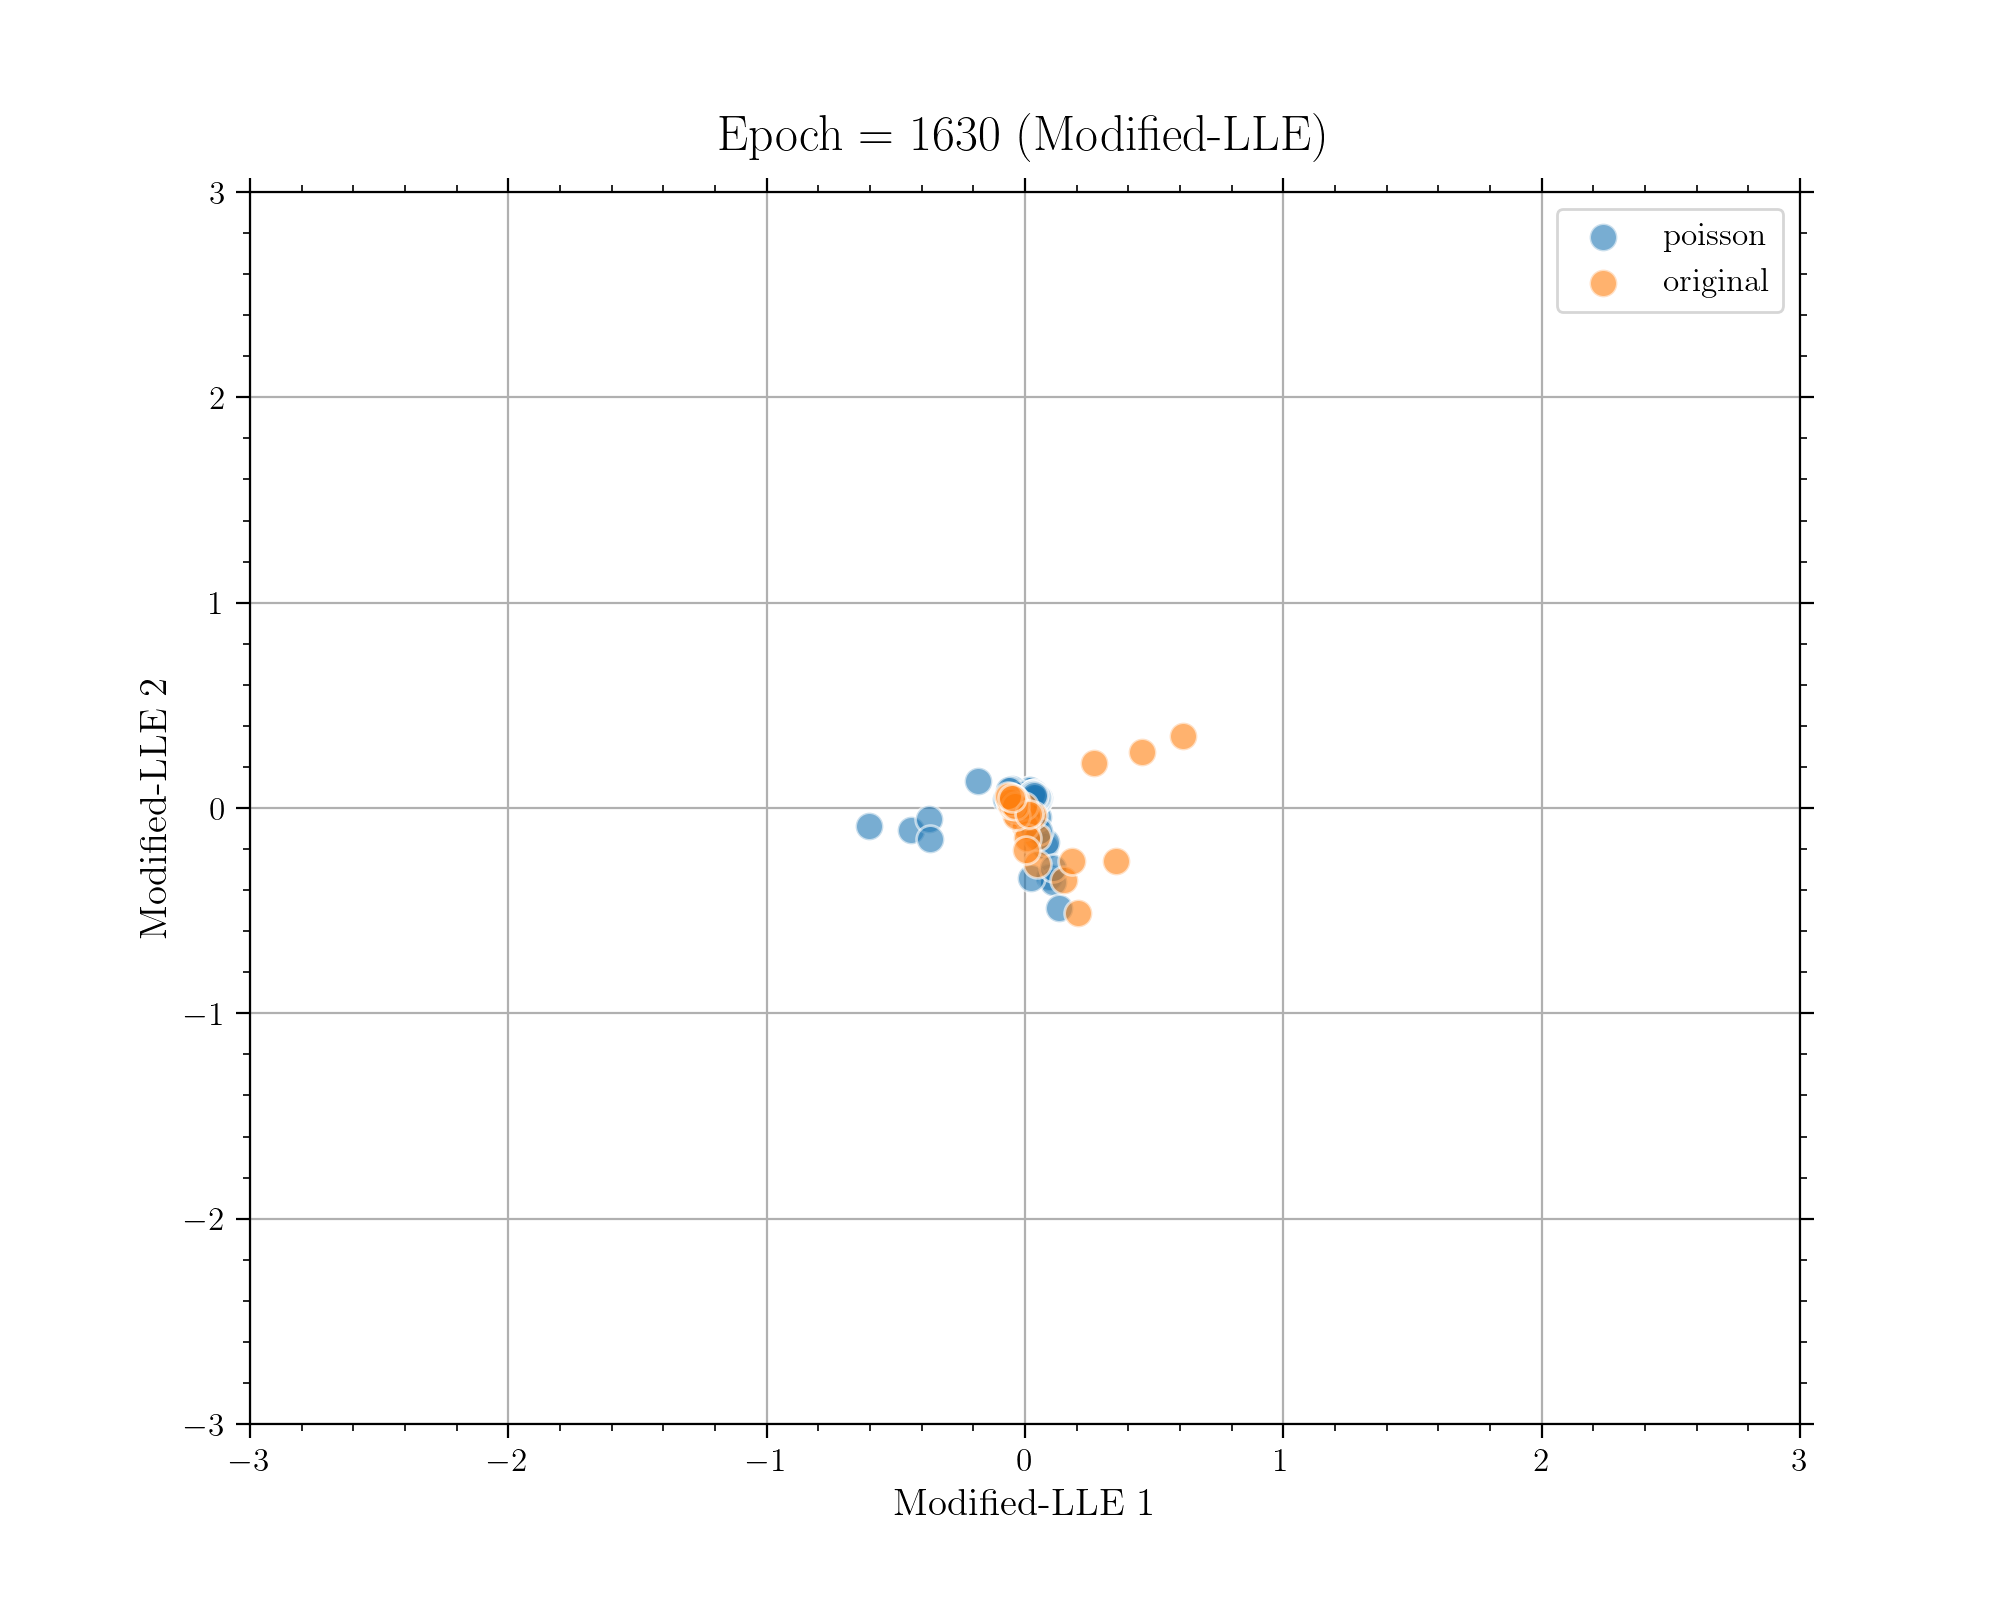 Epoch = 1630 (Modified-LLE)
poisson
original
3
2
1
0
−1
−2
−3
Modified-LLE 2
−3
−2
−1
0
1
2
3
Modified-LLE 1